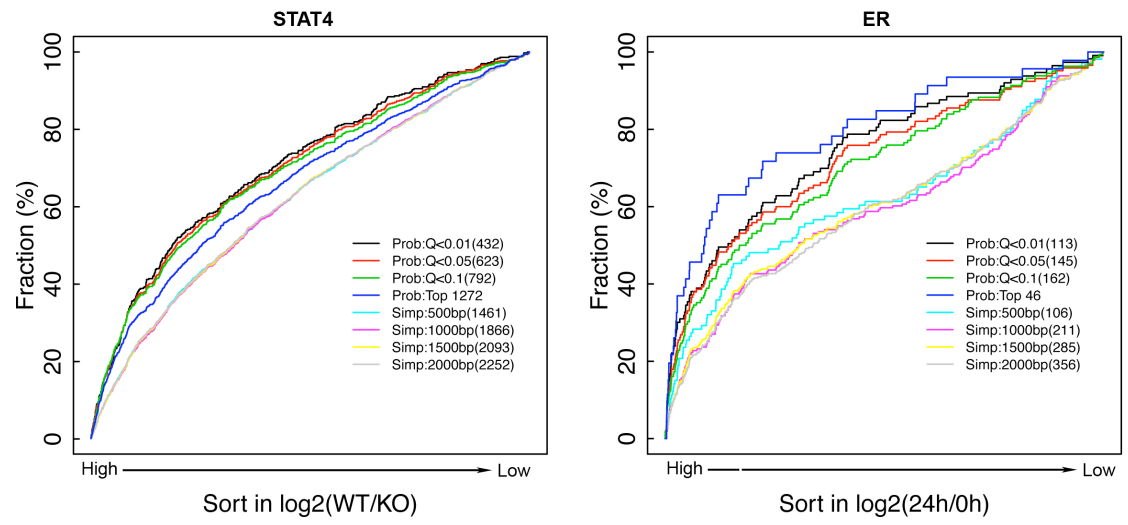 STAT4
Fraction (%)
100
80
60
40
20
0
Prob:Q<0.01(432)
Prob:Q<0.05(623)
Prob:Q<0.1(792)
Prob:Top 1272
Simp:500bp(1461)
Simp:1000bp(1866)
Simp:1500bp(2093)
Simp:2000bp(2252)
High
Low
Sort in log2(WT/KO)
ER
Fraction (%)
100
80
60
40
20
0
Prob:Q<0.01(113)
Prob:Q<0.05(145)
Prob:Q<0.1(162)
Prob:Top 46
Simp:500bp(106)
Simp:1000bp(211)
Simp:1500bp(285)
Simp:2000bp(356)
High
Low
Sort in log2(24h/0h)